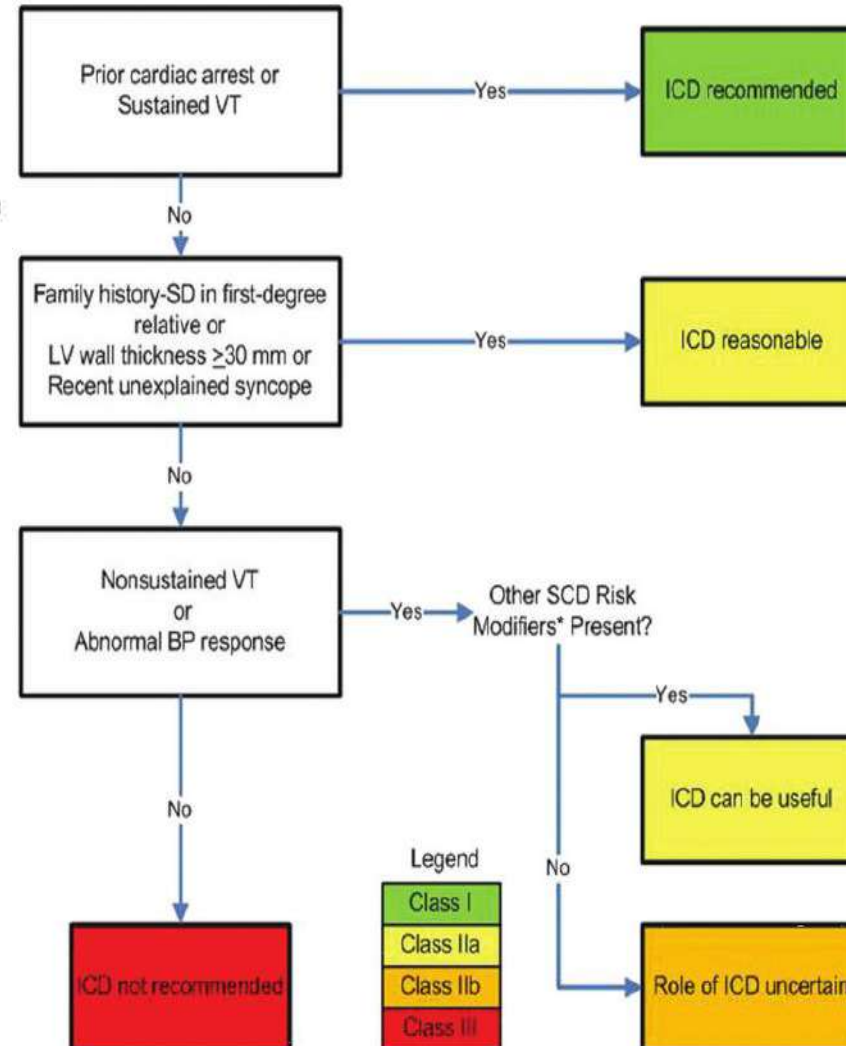 Prior cardiac arrest or
Sustained VT
Yes
ICD recommended
No
Family history-SD in first-degree
relative or
LV wall thickness ≥30 mm or
Recent unexplained syncope
Yes
ICD reasonable
No
Nonsustained VT
or
Abnormal BP response
Yes
Other SCD Risk
Modifiers* Present?
Yes
ICD can be useful
No
No
Legend
Class I
Class IIa
Class IIb
Class III
ICD not recommended
Role of ICD uncertain